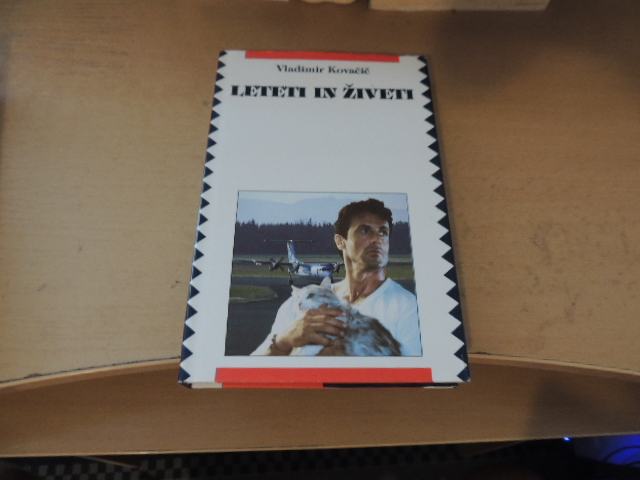 Vladimir Kovačič
LETETI IN ŽIVETI